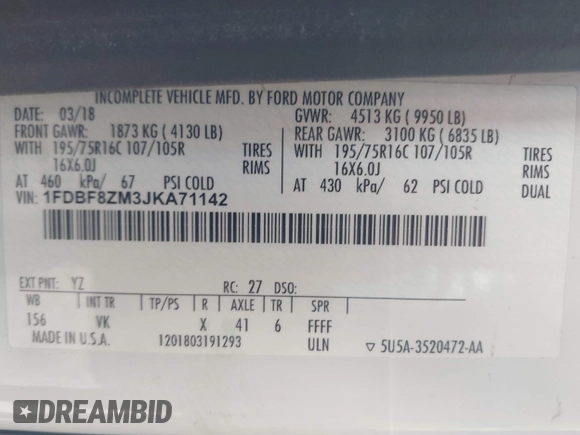 INCOMPLETE VEHICLE MFD. BY FORD MOTOR COMPANY
DATE: 03/18 GVWR: 4513 KG ( 9950 LB)
FRONT GAWR: 1873 KG ( 4130 LB) REAR GAWR: 3100 KG ( 6835 LB)
WITH 195/75R16C 107/105R TIRES WITH 195/75R16C 107/105R TIRES
16X6.0J RIMS 16X6.0J RIMS
AT 460 kPa/ 67 PSI COLD AT 430 kPa/ 62 PSI COLD DUAL
VIN: 1FDBF8ZM3JKA71142
EXT PNT: YZ RC: 27 DSO:
WB INT TR TP/PS R AXLE TR SPR
156 VK X 41 6 FFFF
MADE IN U.S.A. 1201803191293 ULN ▽ 5U5A-3520472-AA
DREAMBID